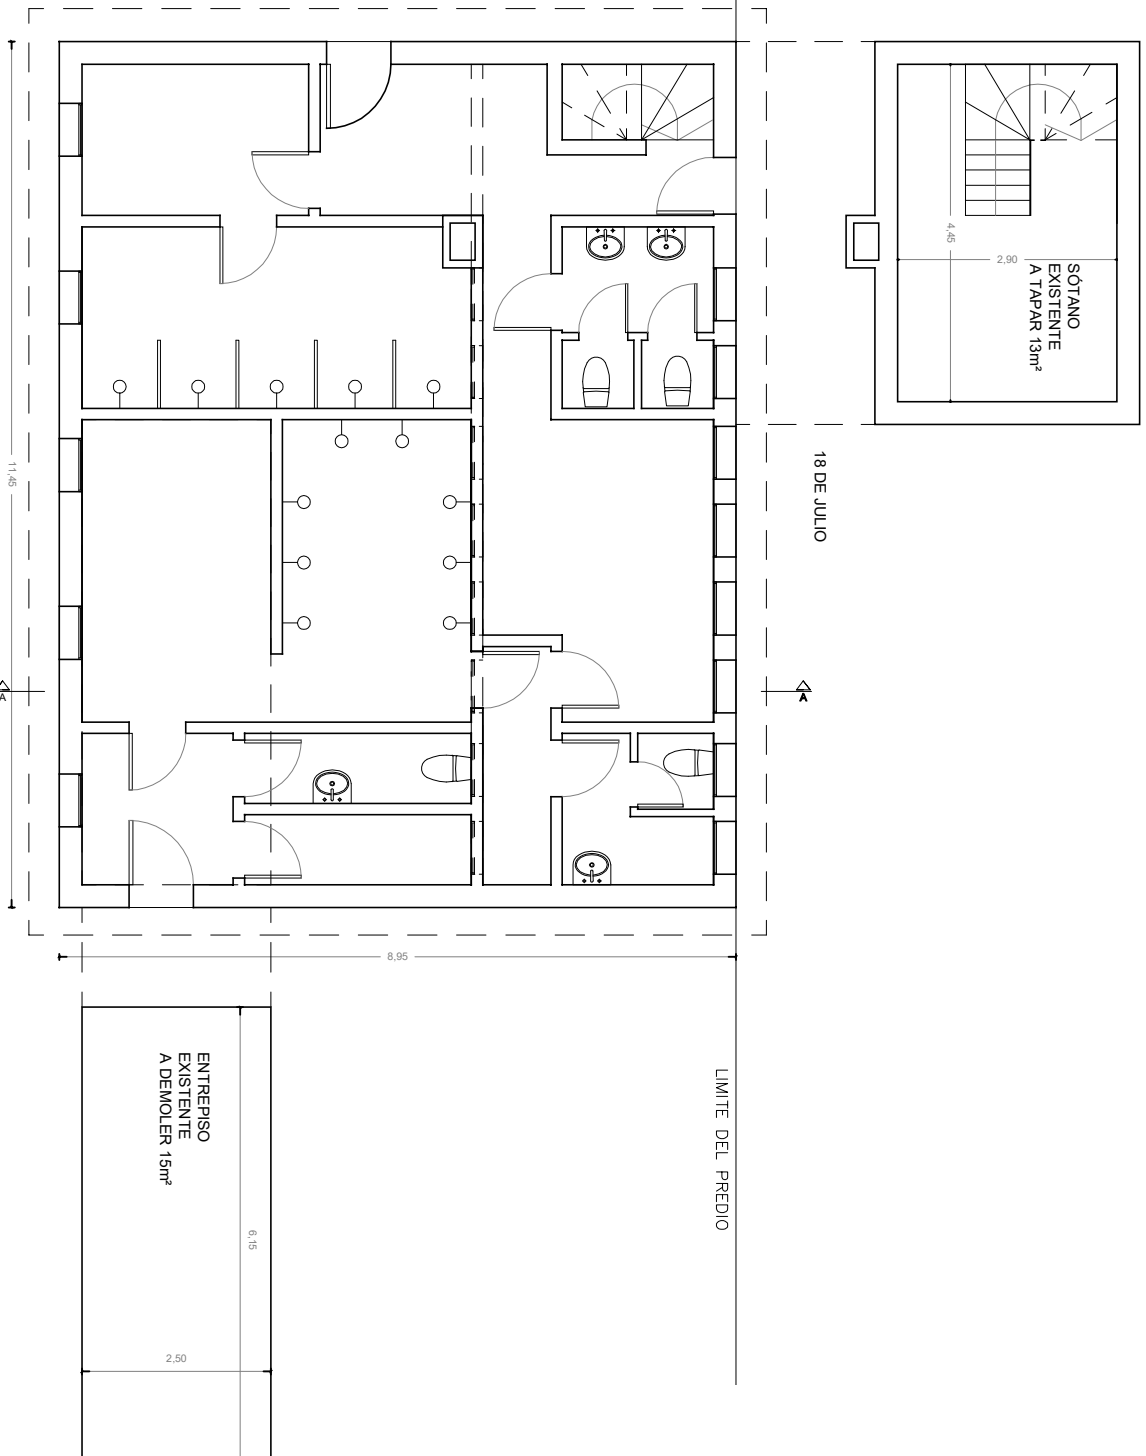 SÓTANO
EXISTENTE
A TAPAR 13m²
4,45
2,90
18 DE JULIO
11,45
A
A
8,95
LIMITE DEL PREDIO
ENTREPISO
EXISTENTE
A DEMOLER 15m²
6,15
2,50